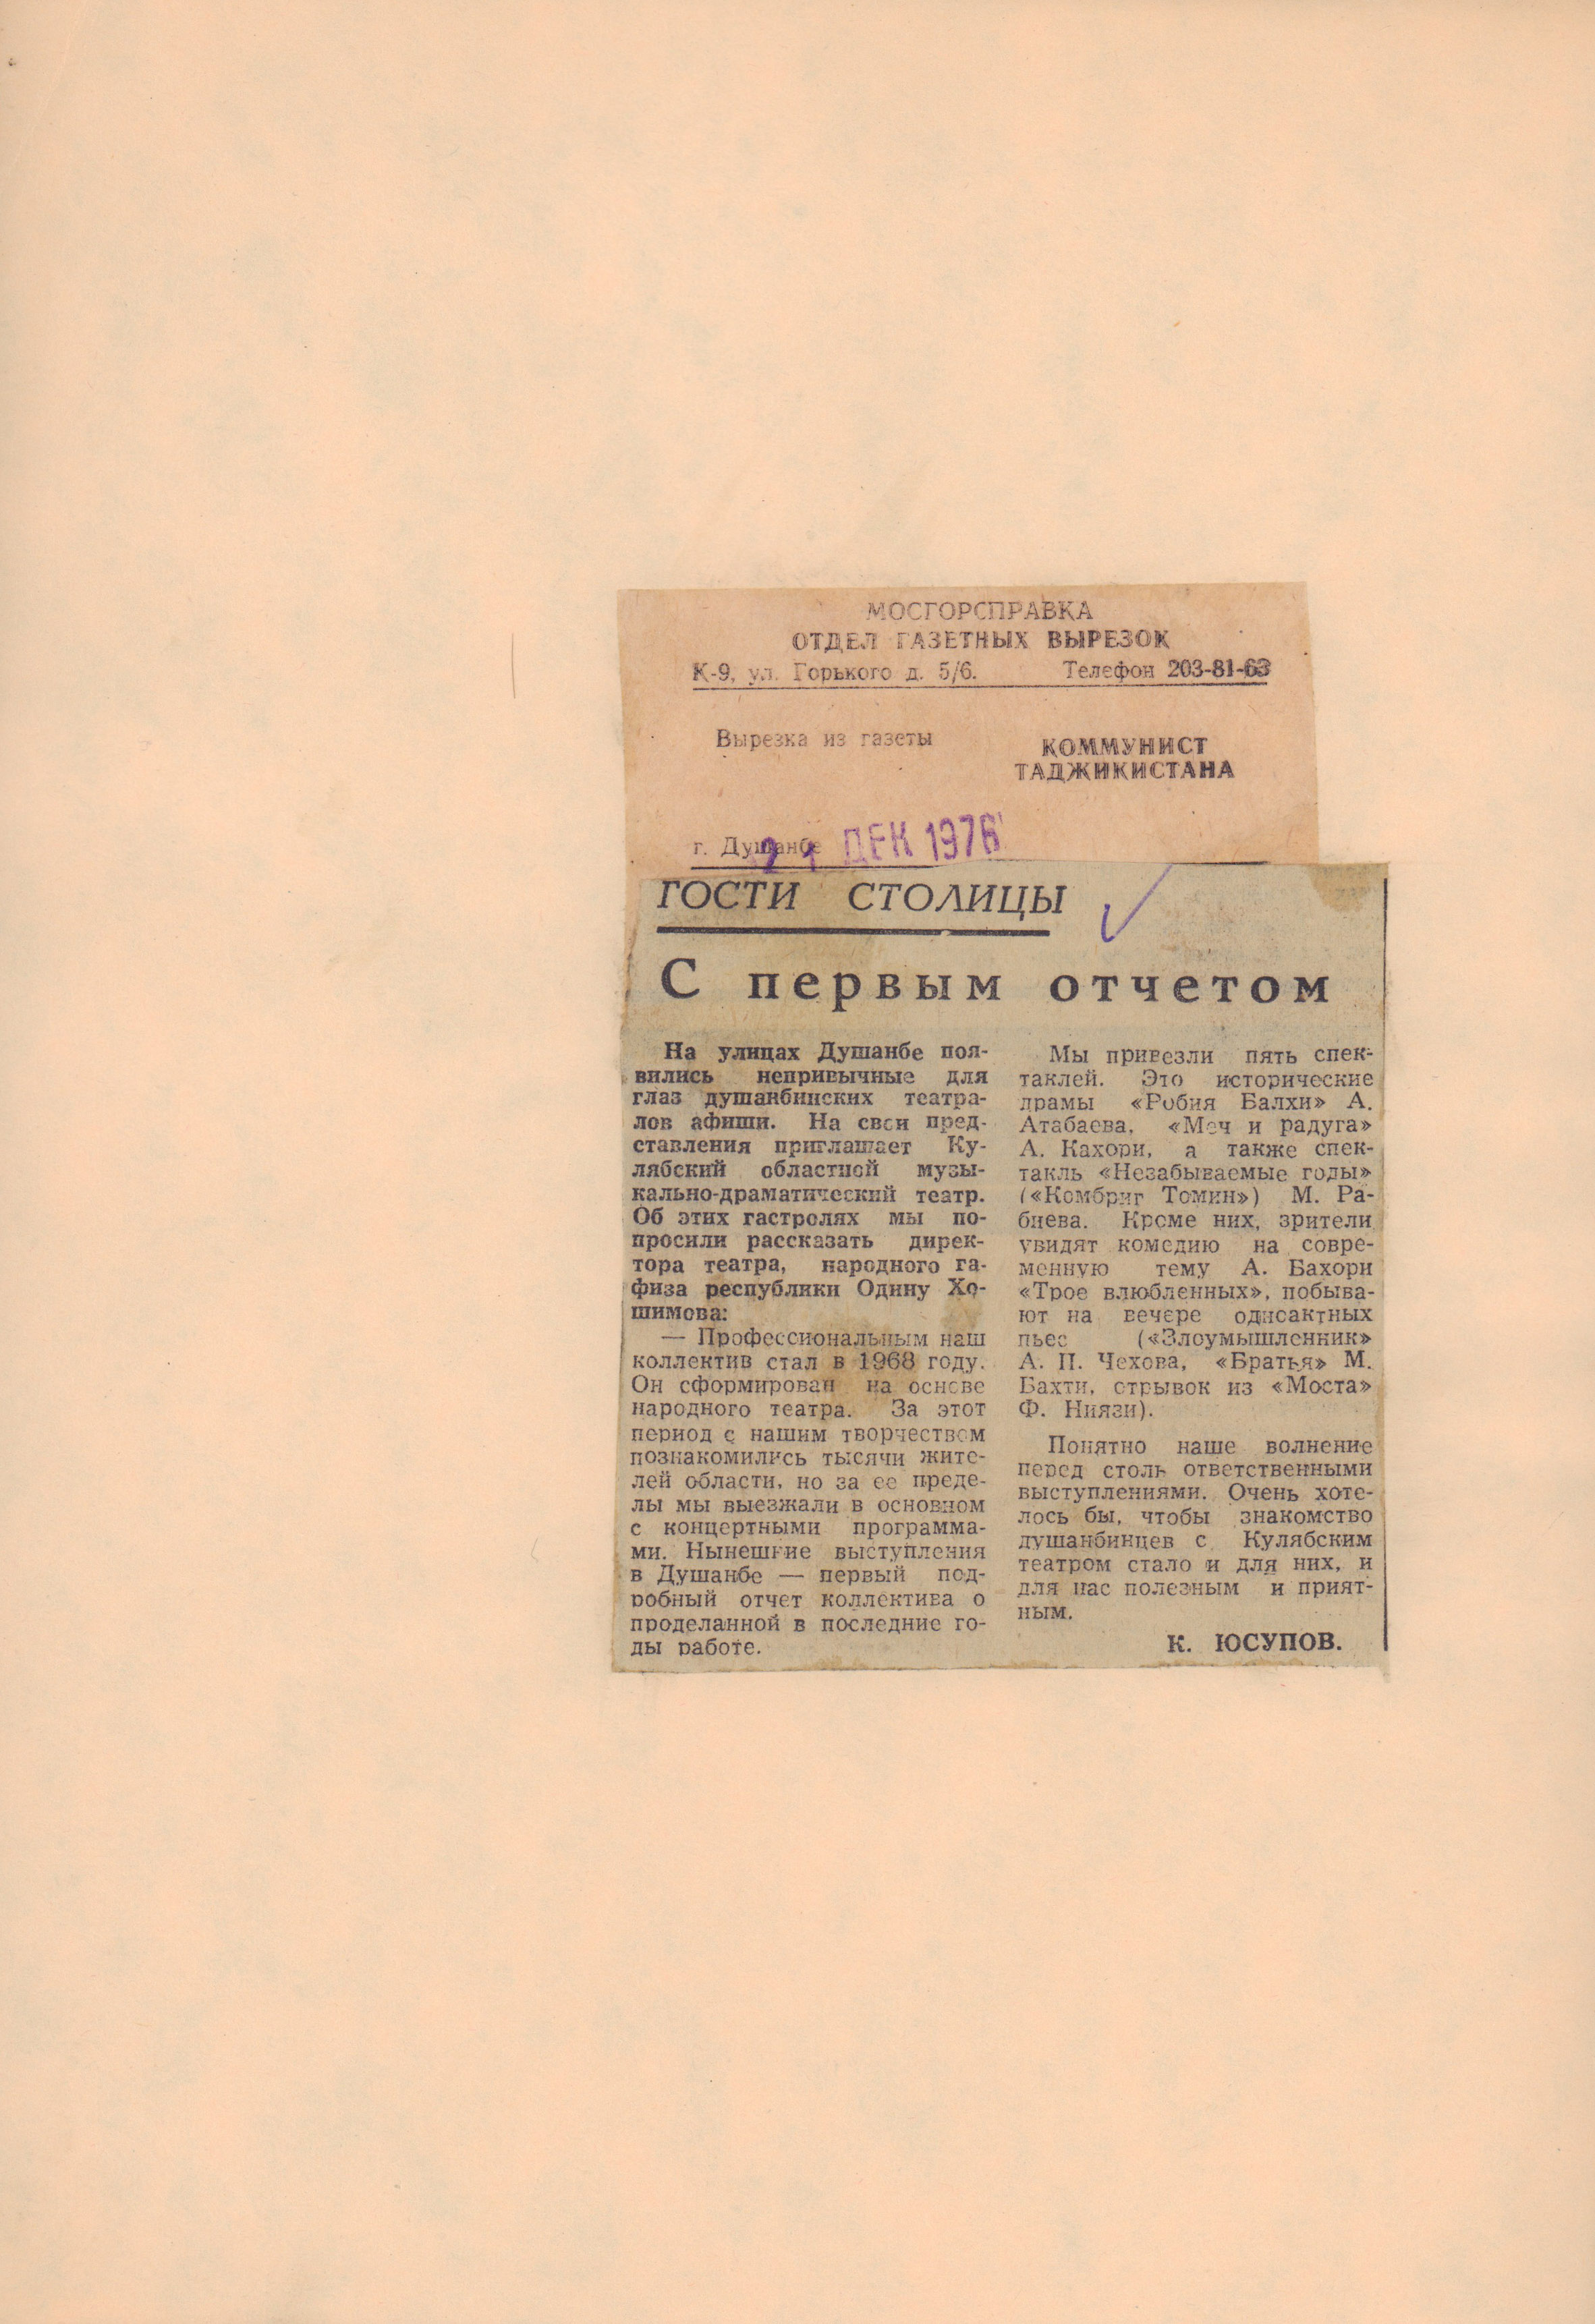 МОСГОРСПРАВКА
ОТДЕЛ ГАЗЕТНЫХ ВЫРЕЗОК
К-9, ул. Горького д. 5/6. Телефон 203-81-63
Вырезка из газеты
КОММУНИСТ
ТАДЖИКИСТАНА
г. Душанбе
ДЕК 1976
ГОСТИ СТОЛИЦЫ
С первым отчетом
На улицах Душанбе поя-
вились непривычные для
глаз душанбинских театра-
лов афиши. На свои пред-
ставления приглашает Ку-
лябский областной музы-
кально-драматический театр.
Об этих гастролях мы по-
просили рассказать дирек-
тора театра, народного га-
физа республики Одину Хо-
шимова:
— Профессиональным наш
коллектив стал в 1968 году.
Он сформирован на основе
народного театра. За этот
период с нашим творчеством
познакомились тысячи жите-
лей области, но за ее преде-
лы мы выезжали в основном
с концертными программа-
ми. Нынешние выступления
в Душанбе — первый под-
робный отчет коллектива о
проделанной в последние го-
ды работе.
Мы привезли пять спек-
таклей. Это исторические
драмы «Робия Балхи» А.
Атабаева, «Меч и радуга»
А. Кахори, а также спек-
такль «Незабываемые годы»
(«Комбриг Томин») М. Ра-
биева. Кроме них, зрители
увидят комедию на совре-
менную тему А. Бахори
«Трое влюбленных», побыва-
ют на вечере одноактных
пьес («Злоумышленник»
А. П. Чехова, «Братья» М.
Бахти, отрывок из «Моста»
Ф. Ниязи).
Понятно наше волнение
перед столь ответственными
выступлениями. Очень хоте-
лось бы, чтобы знакомство
душанбинцев с Кулябским
театром стало и для них, и
для нас полезным и прият-
ным.
К. ЮСУПОВ.